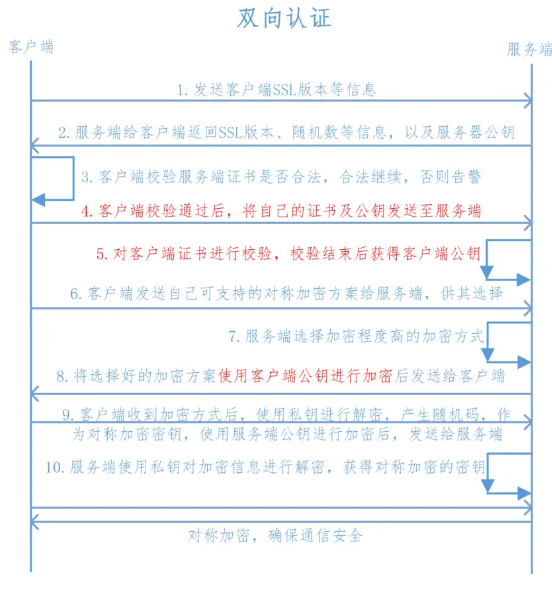 双向认证
客户端
服务端
1.发送客户端SSL版本等信息
2.服务端给客户端返回SSL版本、随机数等信息，以及服务器公钥
3.客户端校验服务端证书是否合法，合法继续，否则告警
4.客户端校验通过后，将自己的证书及公钥发送至服务端
5.对客户端证书进行校验，校验结束后获得客户端公钥
6.客户端发送自己可支持的对称加密方案给服务端，供其选择
7.服务端选择加密程度高的加密方式
8.将选择好的加密方案使用客户端公钥进行加密后发送给客户端
9.客户端收到加密方式后，使用私钥进行解密，产生随机码，作
为对称加密密钥，使用服务端公钥进行加密后，发送给服务端
10.服务端使用私钥对加密信息进行解密，获得对称加密的密钥
对称加密，确保通信安全